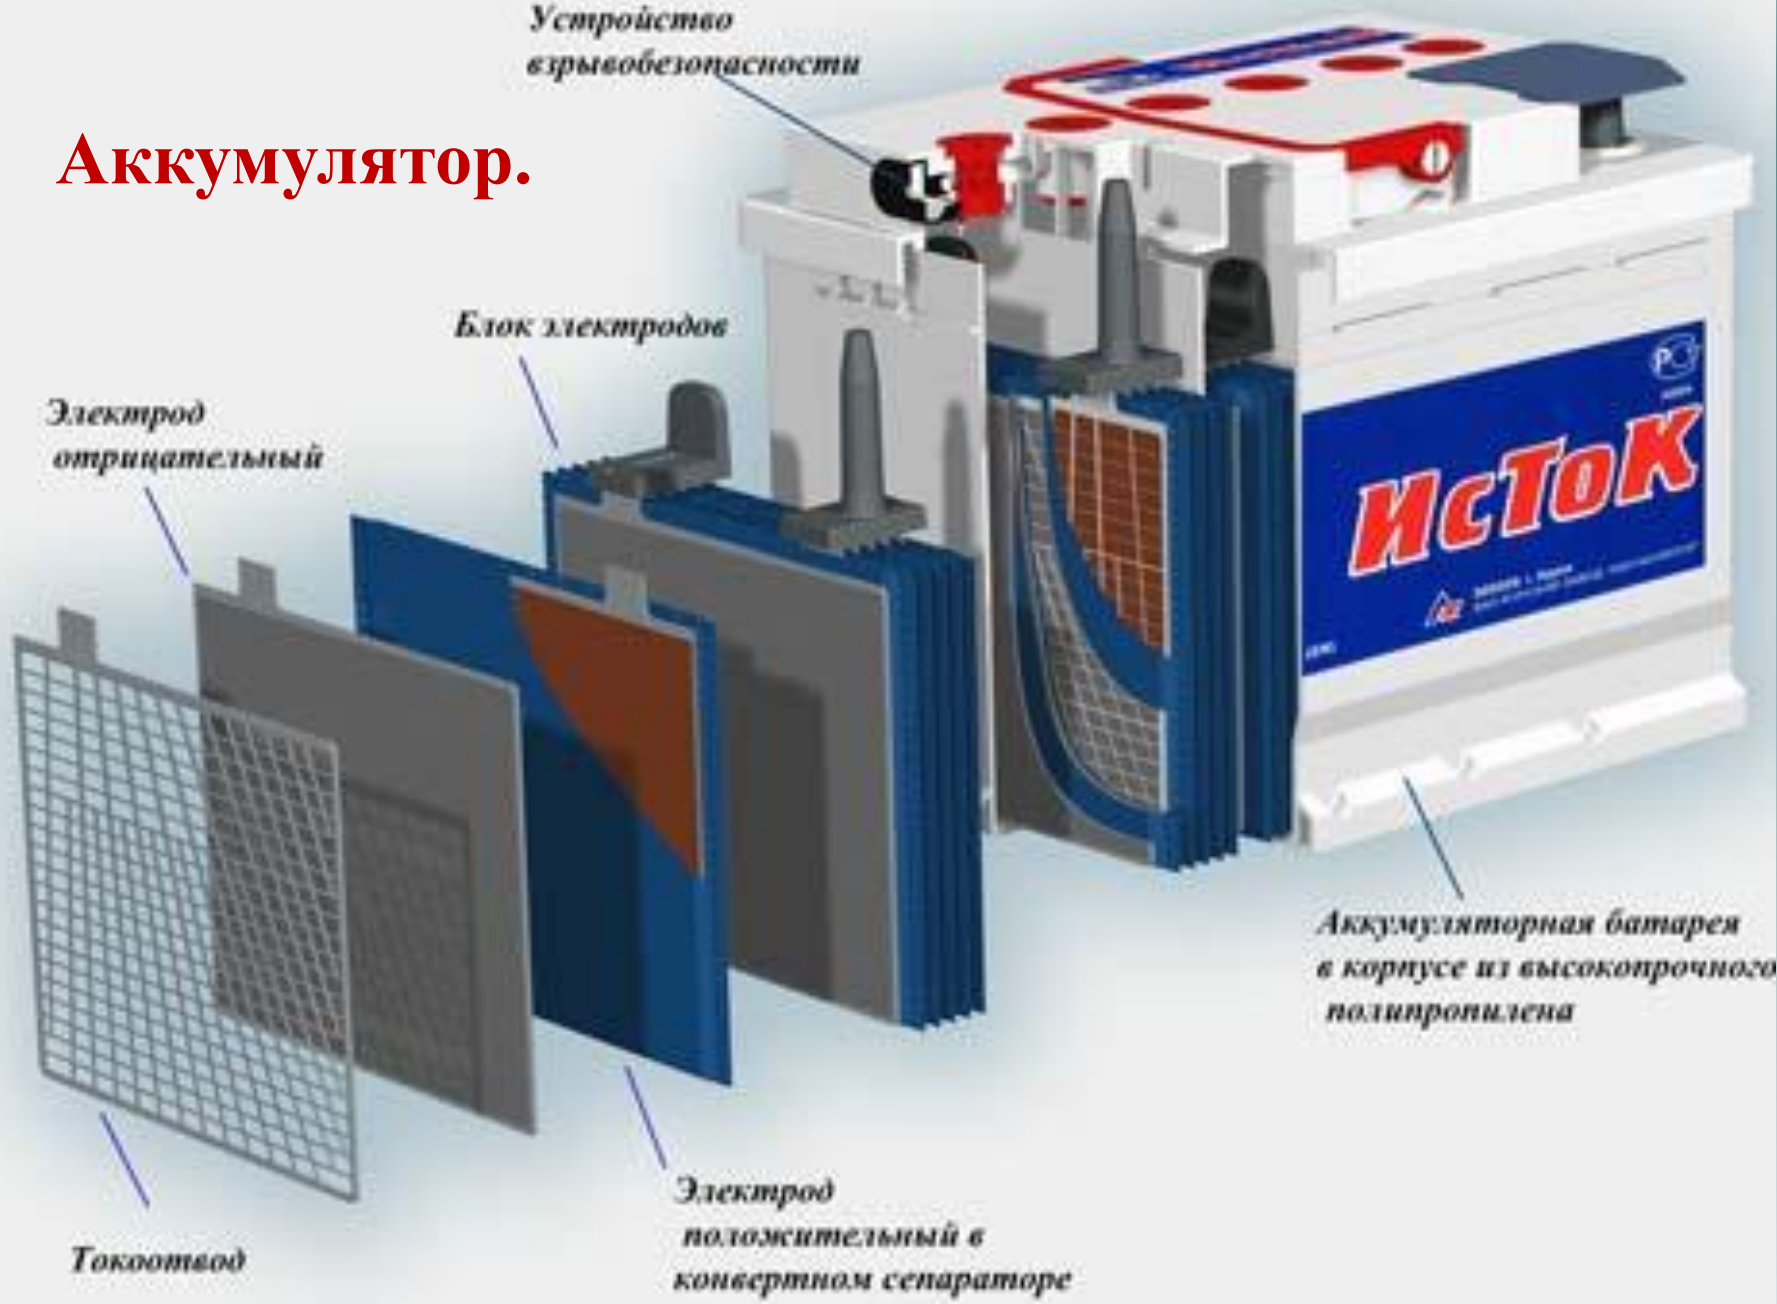 Устройство
взрывобезопасности
Аккумулятор.
Блок электродов
Электрод
отрицательный
ИсТоК
Аккумуляторная батарея
в корпусе из высокопрочного
полипропилена
Электрод
положительный в
конвертном сепараторе
Токоотвод